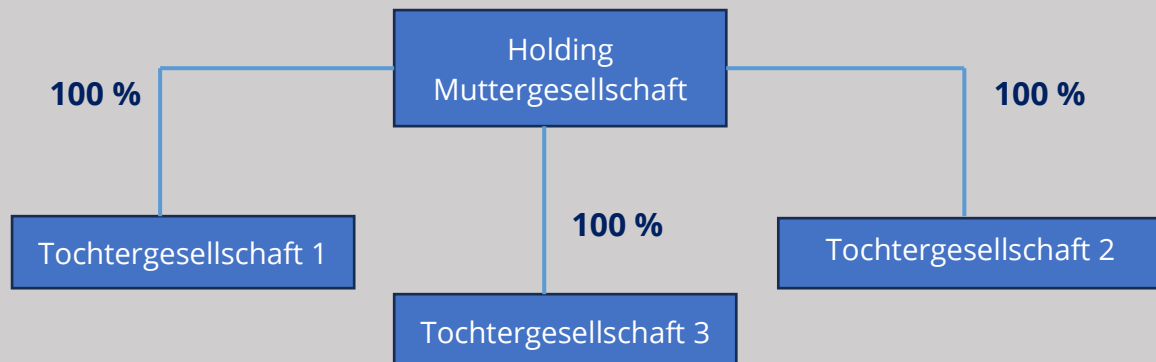 Holding
Muttergesellschaft
100 %
100 %
Tochtergesellschaft 1
100 %
Tochtergesellschaft 2
Tochtergesellschaft 3